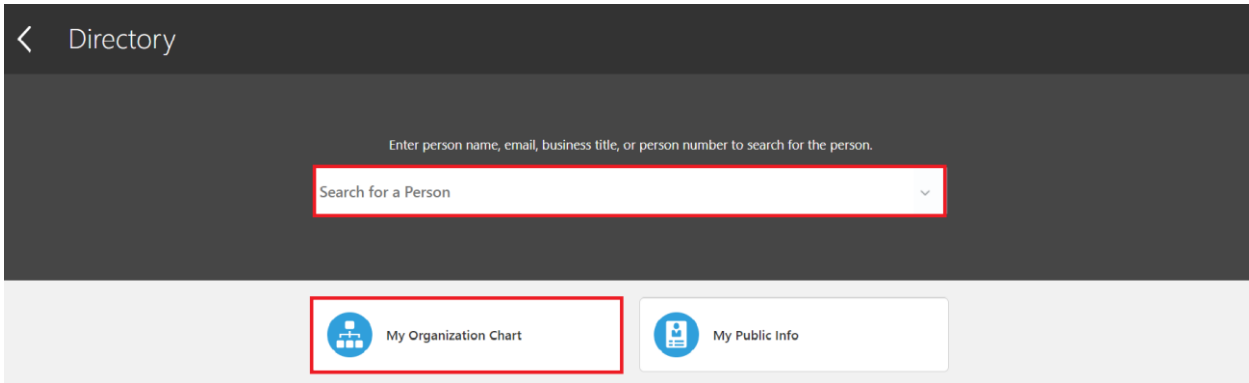 Directory
Enter person name, email, business title, or person number to search for the person.
Search for a Person
My Organization Chart
My Public Info